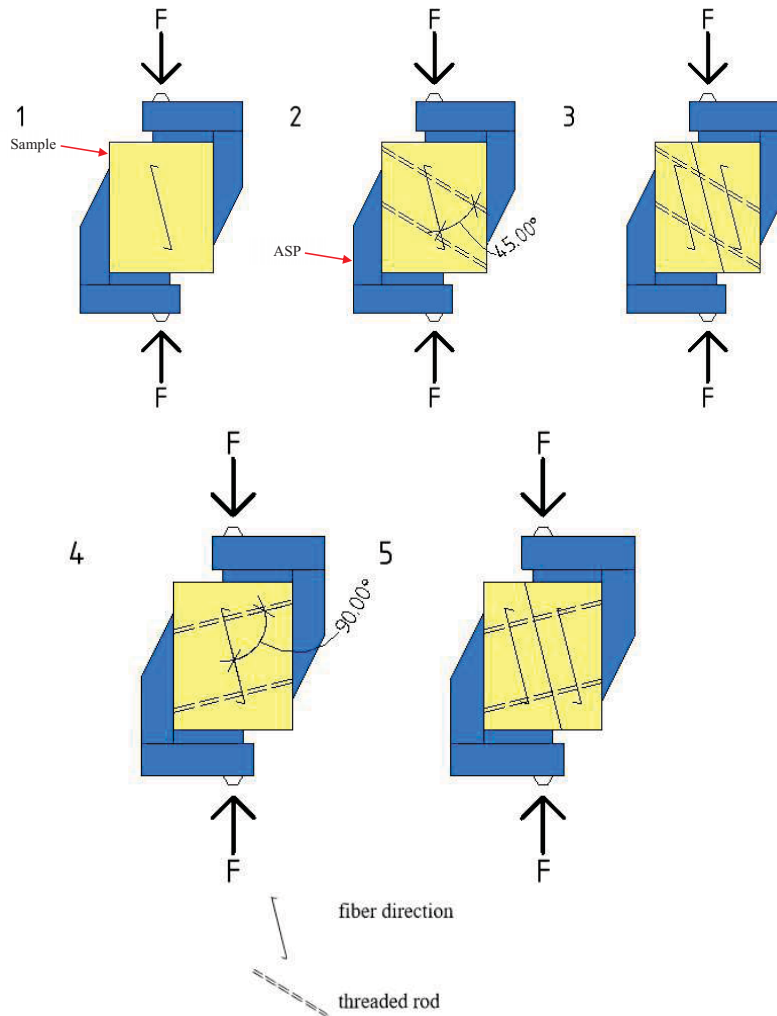 F
F
F
1
2
3
Sample
ASP
45.00°
F
F
F
F
F
4
5
90.00°
F
F
fiber direction
threaded rod